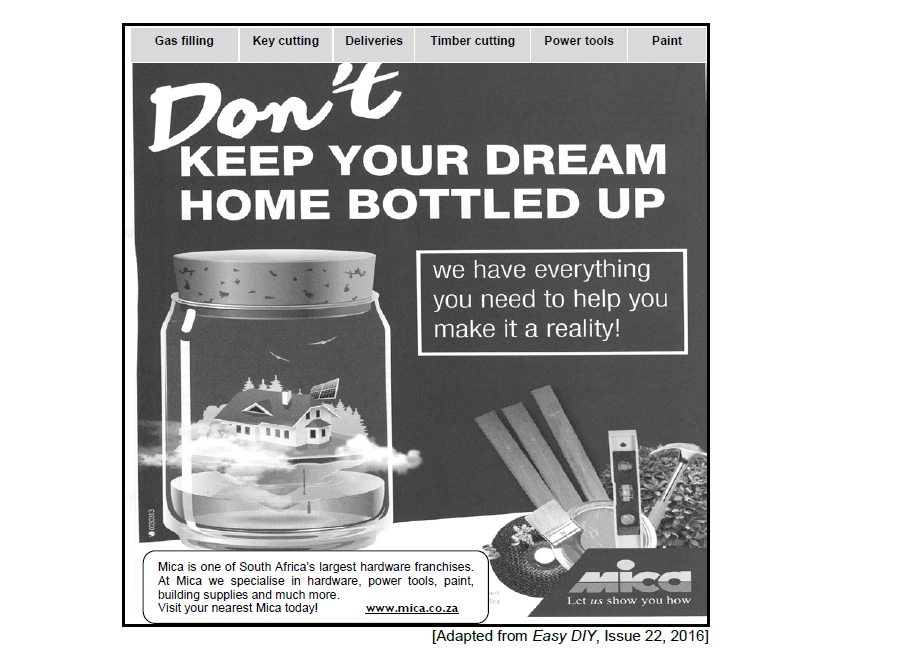 Gas filling Key cutting Deliveries Timber cutting Power tools Paint
Don't
KEEP YOUR DREAM
HOME BOTTLED UP
we have everything
you need to help you
make it a reality!
Mica is one of South Africa's largest hardware franchises.
At Mica we specialise in hardware, power tools, paint,
building supplies and much more.
Visit your nearest Mica today! www.mica.co.za
mica
Let us show you how
[Adapted from Easy DIY, Issue 22, 2016]